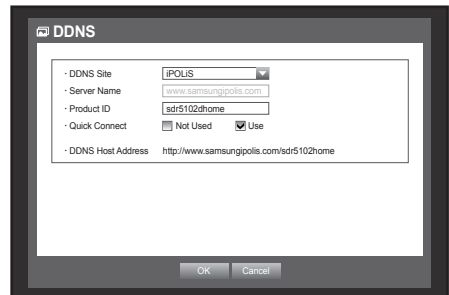 DDNS
· DDNS Site iPOLiS
· Server Name www.samsungipolis.com
· Product ID sdr5102dhome
· Quick Connect Not Used Use
· DDNS Host Address http://www.samsungipolis.com/sdr5102home
OK Cancel